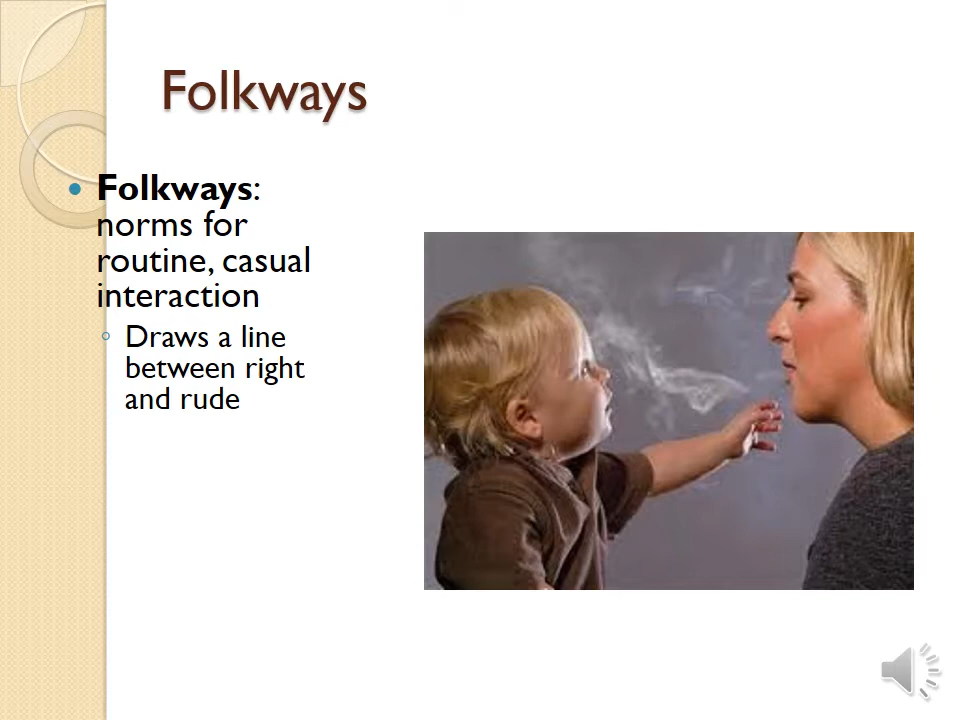 Folkways
Folkways:
norms for
routine, casual
interaction
Draws a line
between right
and rude